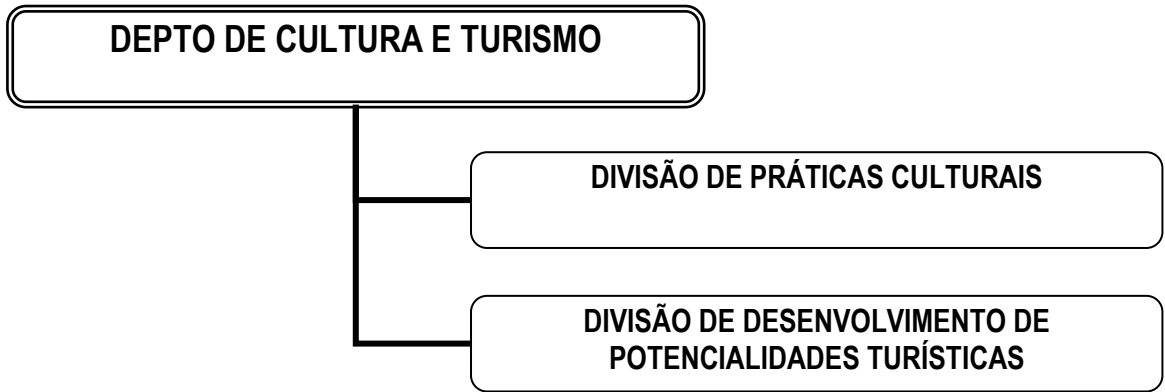 DEPTO DE CULTURA E TURISMO
DIVISÃO DE PRÁTICAS CULTURAIS
DIVISÃO DE DESENVOLVIMENTO DE
POTENCIALIDADES TURÍSTICAS